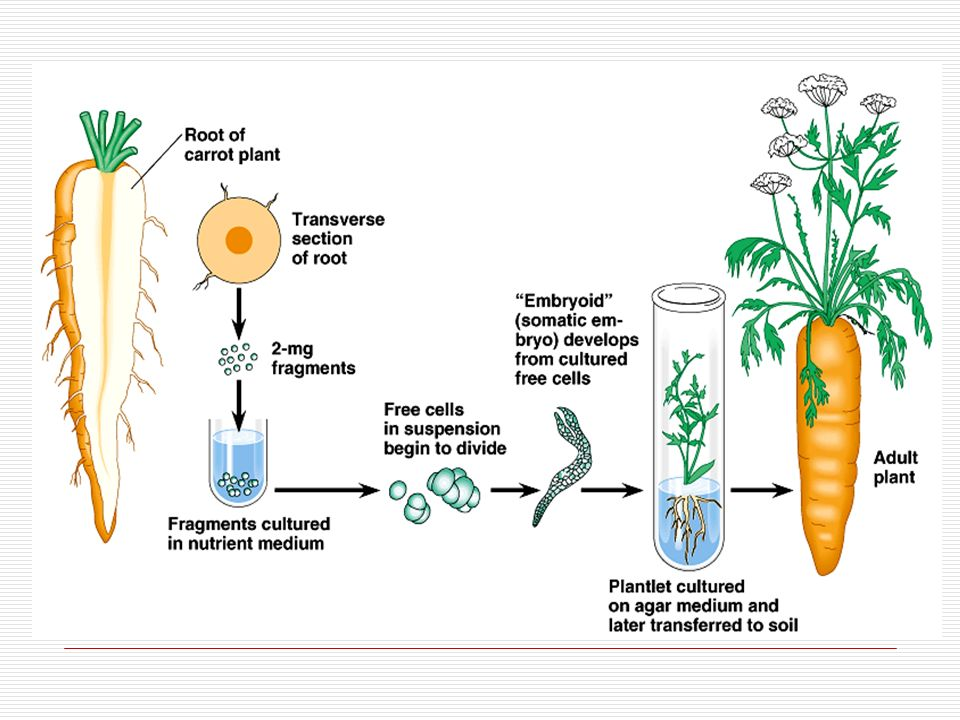 Root of
carrot plant
Transverse
section
of root
2-mg
fragments
Fragments cultured
in nutrient medium
Free cells
in suspension
begin to divide
“Embryoid”
(somatic em-
bryo) develops
from cultured
free cells
Plantlet cultured
on agar medium and
later transferred to soil
Adult
plant